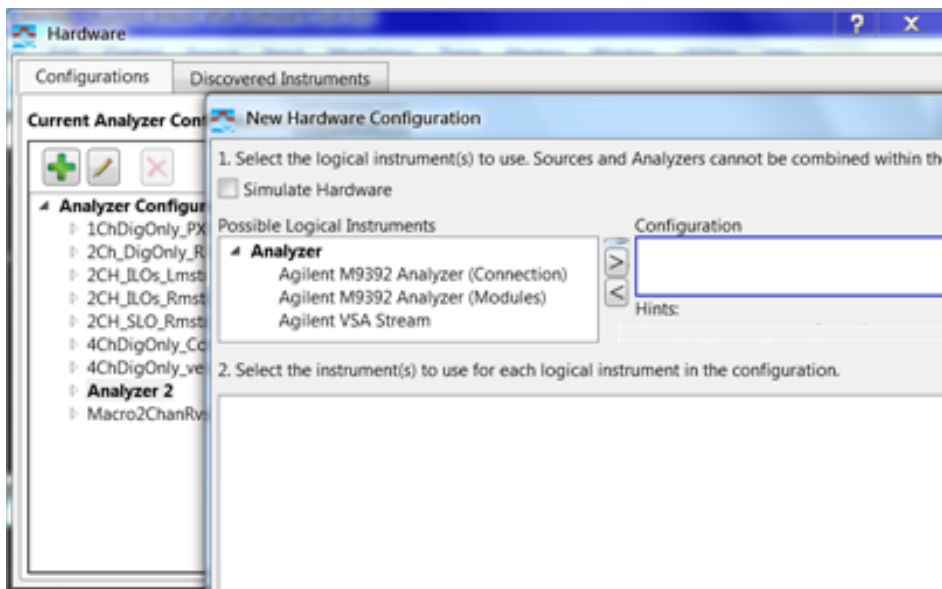 Hardware
Configurations
Discovered Instruments
Current Analyzer
New Hardware Configuration
1. Select the logical instrument(s) to use. Sources and Analyzers cannot be combined within
Simulate Hardware
Analyzer
1ChDigOnly_PX
2Ch_DigOnly_R
2CH_ILOs_Lmst
2CH_ILOs_Rmst
2CH_SLO_Rmst
4ChDigOnly_Co
4ChDigOnly_ve
Analyzer 2
Macro2ChanRv
Possible Logical Instruments
Analyzer
Agilent M9392 Analyzer (Connection)
Agilent M9392 Analyzer (Modules)
Agilent VSA Stream
>
<
Configuration
Hints:
2. Select the instrument(s) to use for each logical instrument in the configuration.